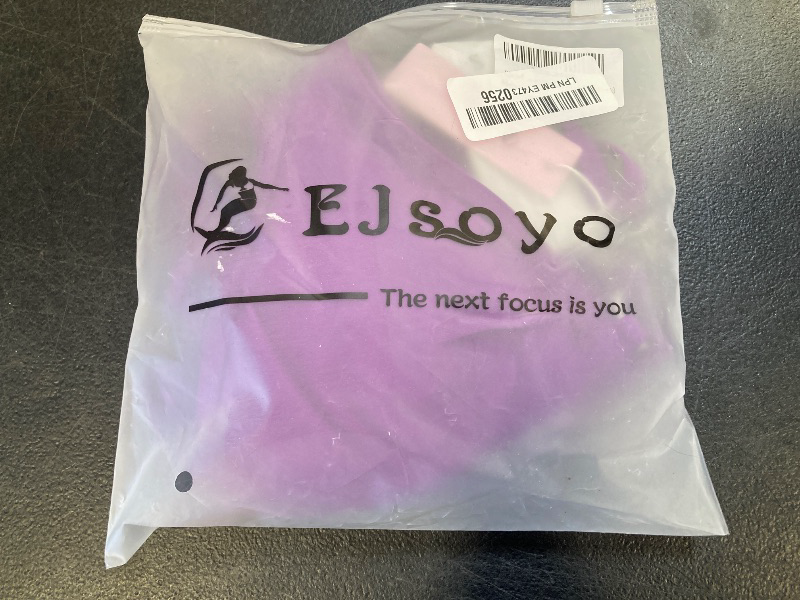 LPN PM EY4730256
EJsoyo
The next focus is you